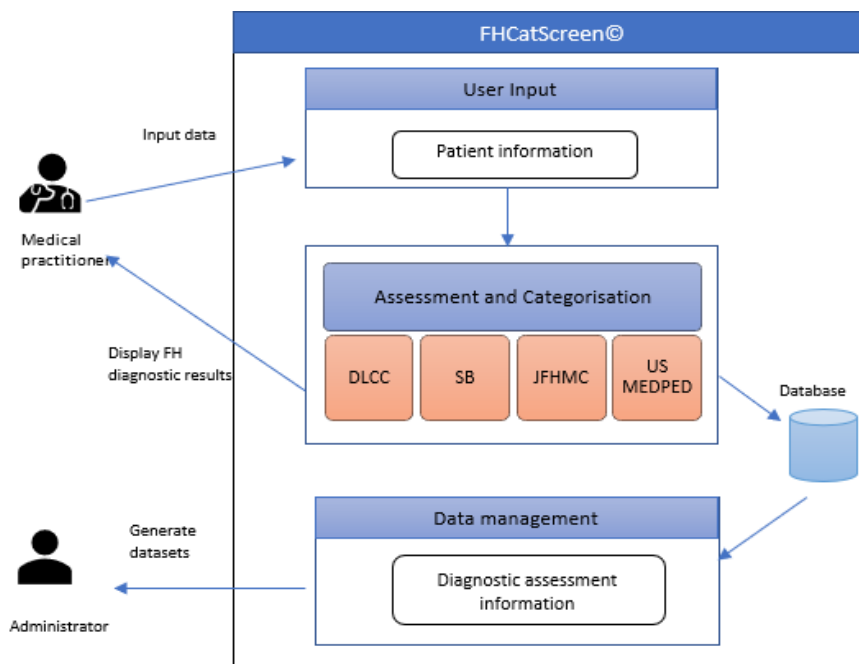 FHCatScreen©
User Input
Input data
Patient information
Medical
practitioner
Assessment and Categorisation
Display FH
diagnostic results
DLCC
SB
JFHMC
US
MEDPED
Database
Data management
Generate
datasets
Diagnostic assessment
information
Administrator